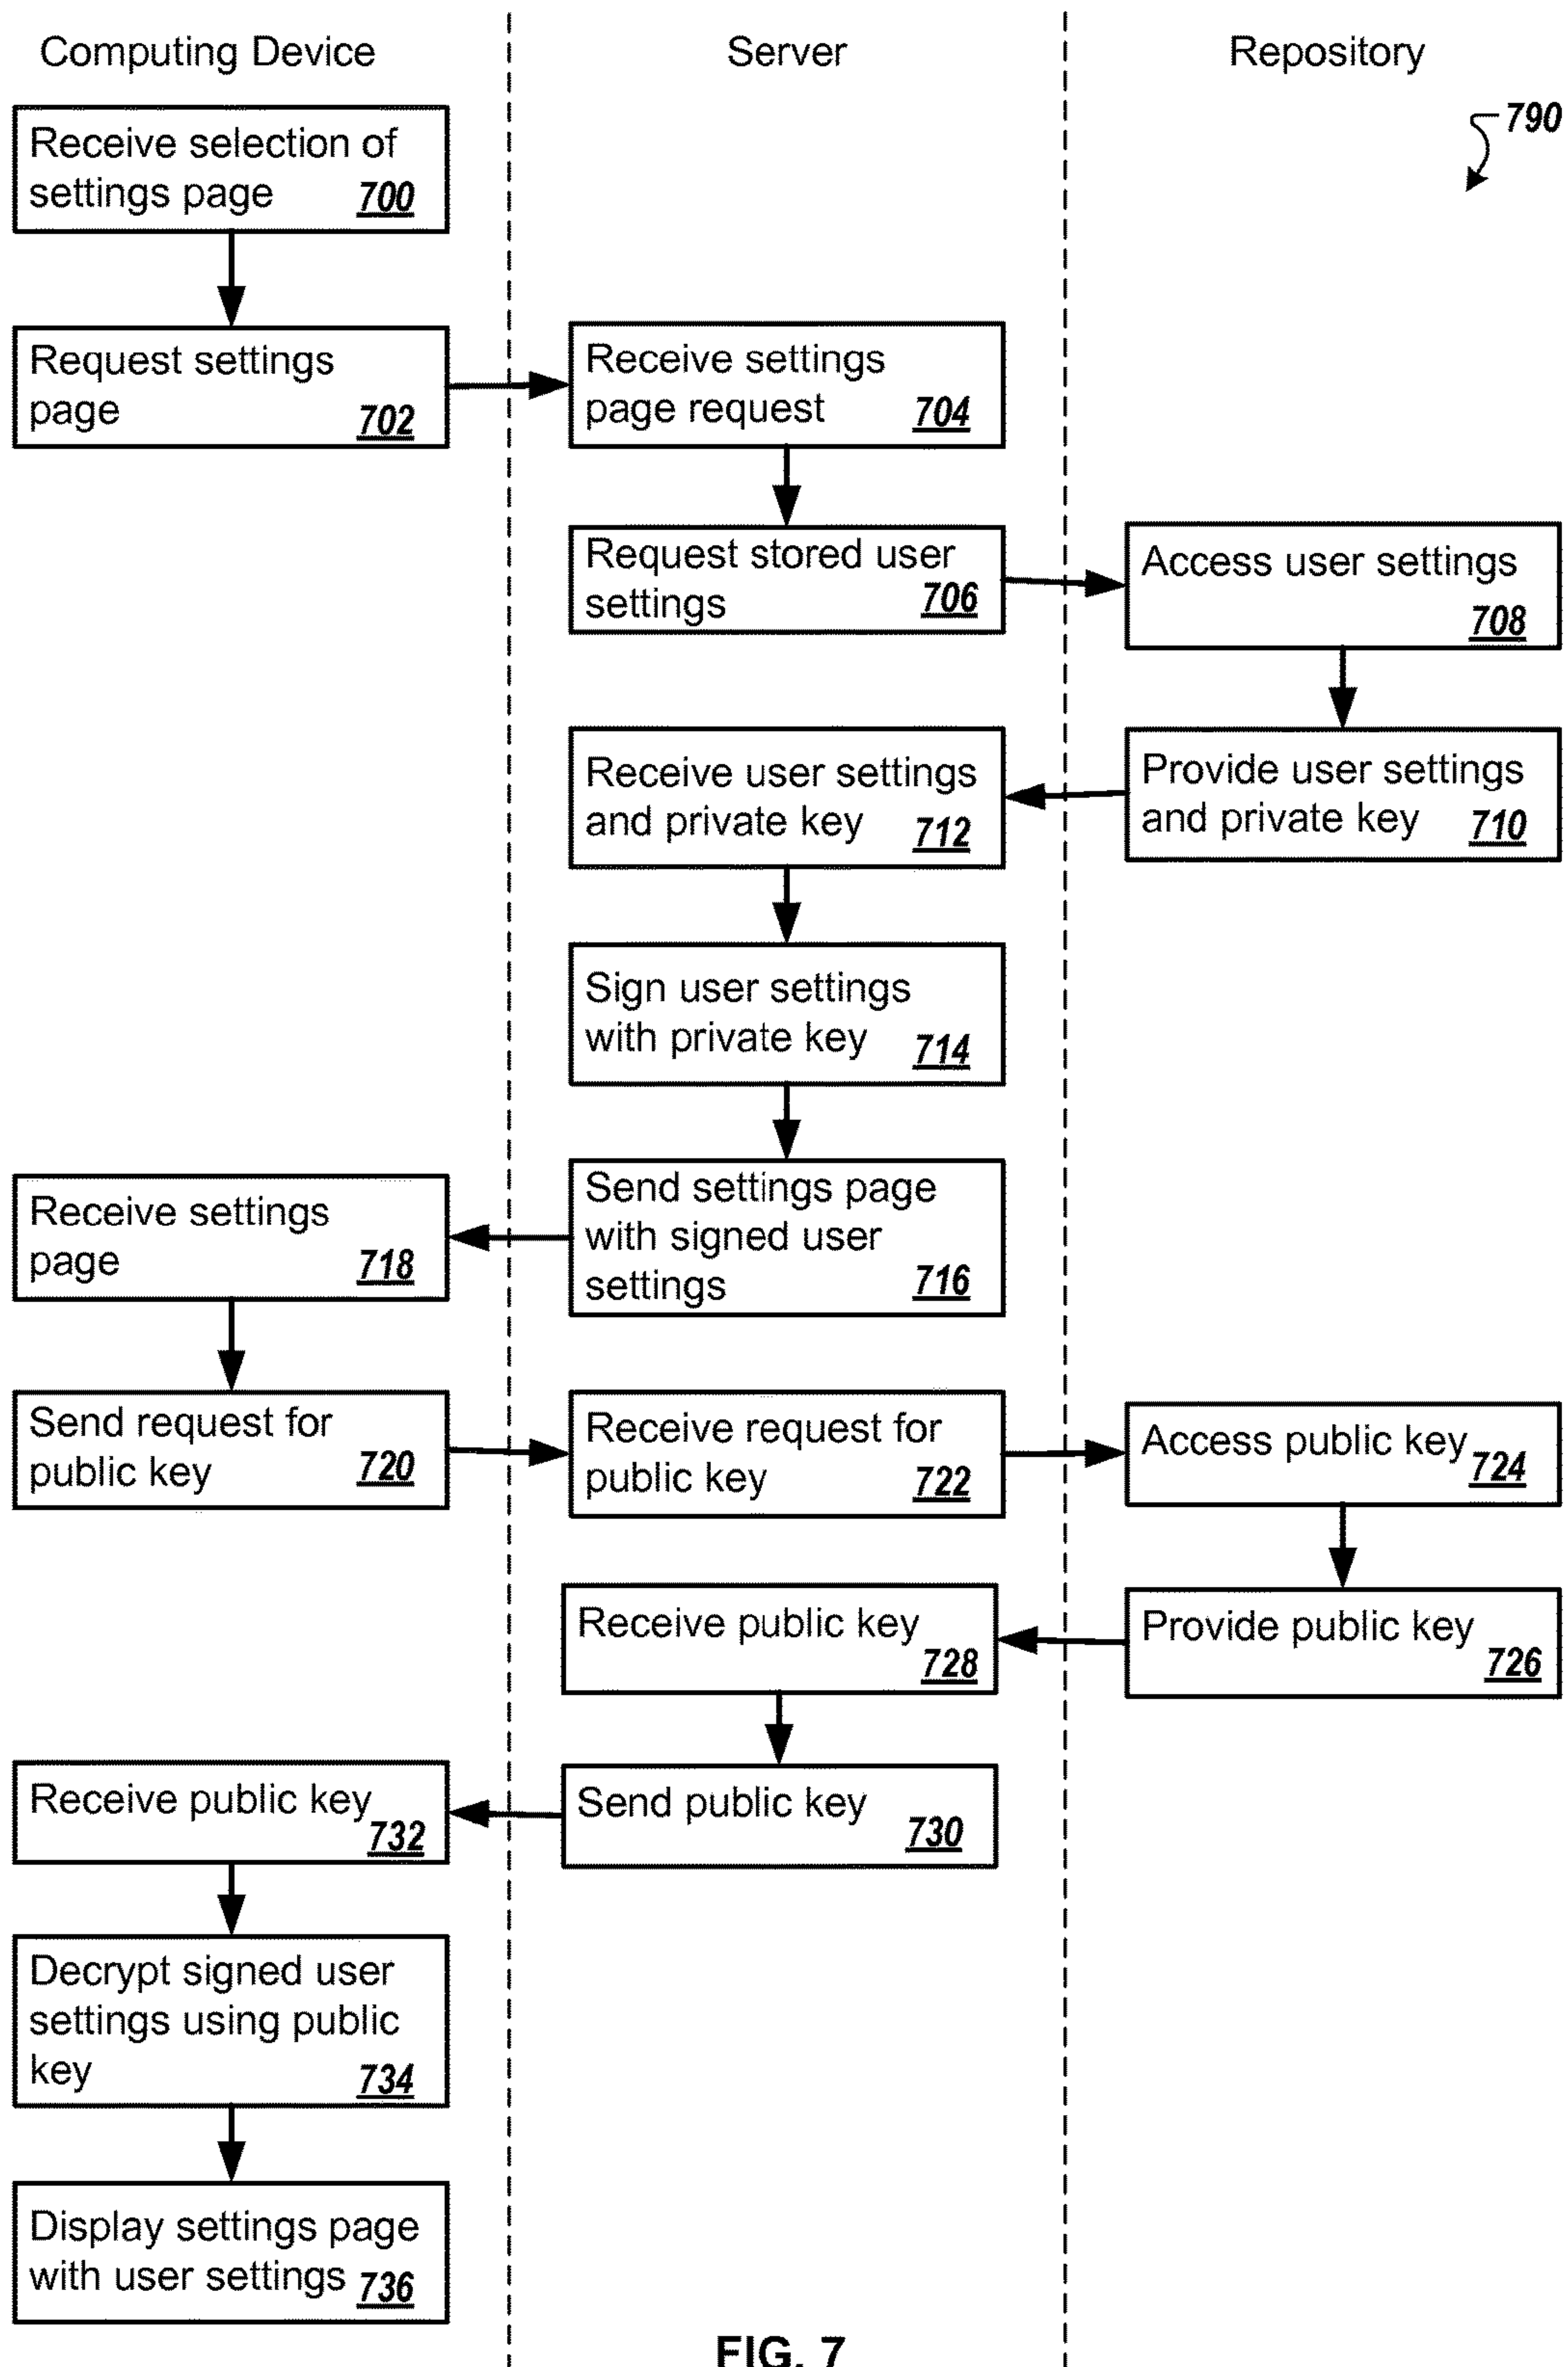 Computing Device
Server
Repository
790
Receive selection of
settings page 700
Request settings
page 702
Receive settings
page request 704
Request stored user
settings 706
Access user settings
708
Provide user settings
and private key 710
Receive user settings
and private key 712
Sign user settings
with private key 714
Send settings page
with signed user
settings 716
Receive settings
page 718
Send request for
public key 720
Receive request for
public key 722
Access public key 724
Provide public key
726
Receive public key
728
Send public key
730
Receive public key
732
Decrypt signed user
settings using public
key 734
Display settings page
with user settings 736
FIG. 7